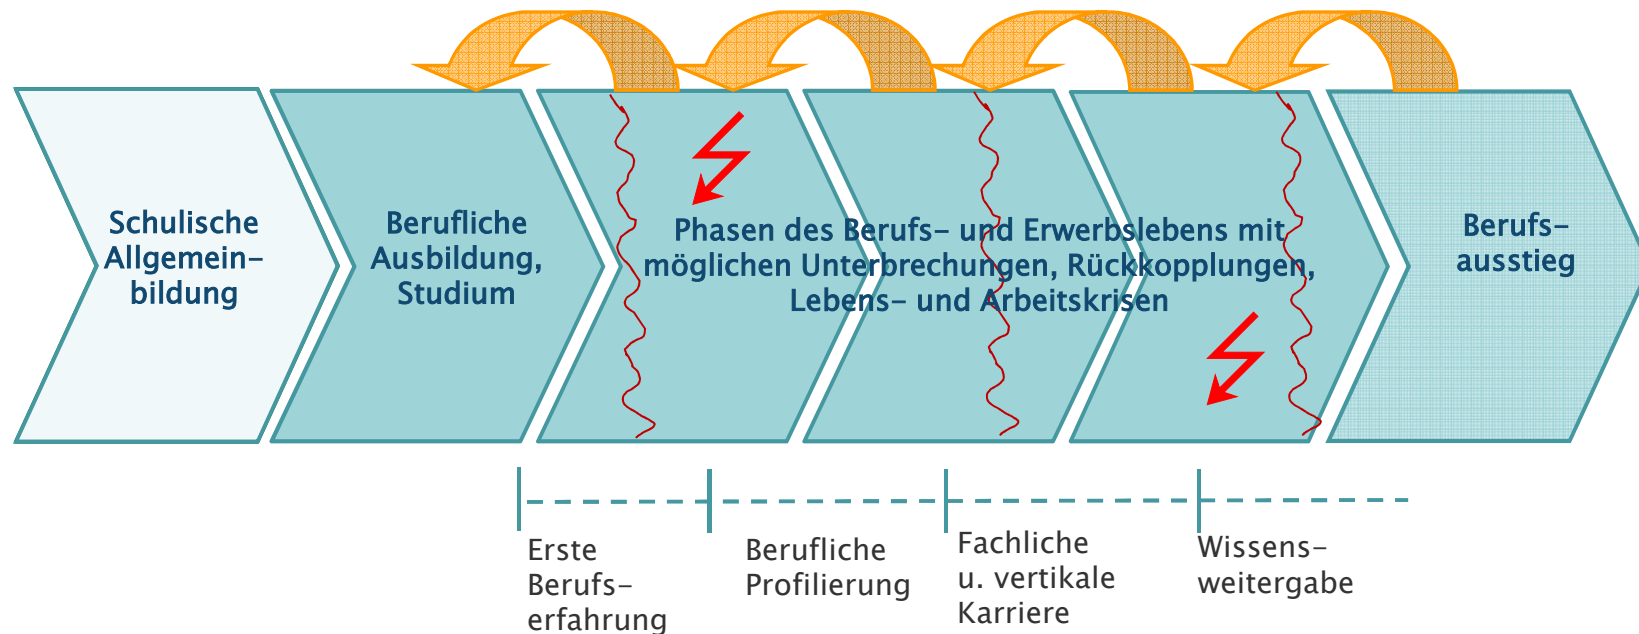 Schulische
Allgemein–
bildung
Berufliche
Ausbildung,
Studium
Phasen des Berufs– und Erwerbslebens mit
möglichen Unterbrechungen, Rückkopplungen,
Lebens– und Arbeitskrisen
Berufs–
ausstieg
Erste
Berufs–
erfahrung
Berufliche
Profilierung
Fachliche
u. vertikale
Karriere
Wissens–
weitergabe